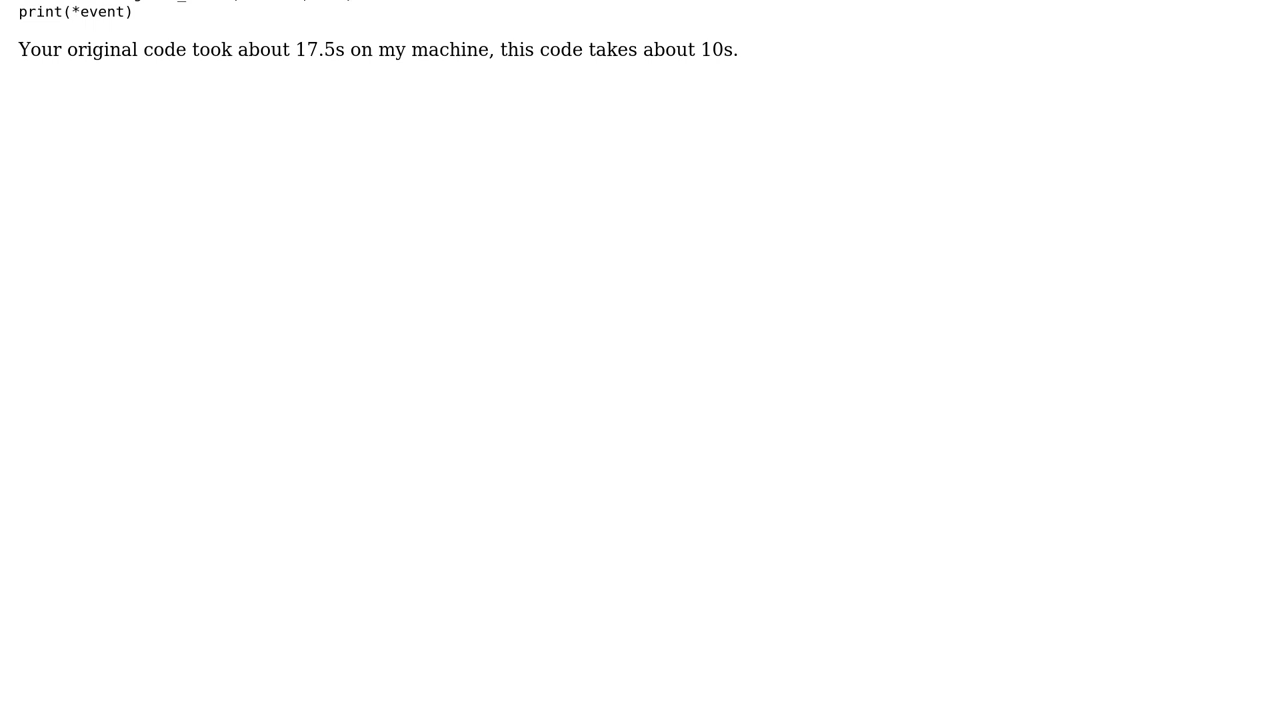 print(*event)
Your original code took about 17.5s on my machine, this code takes about 10s.